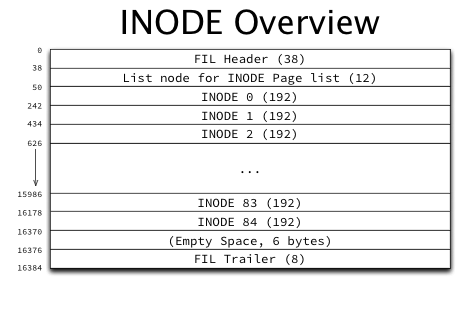 INODE Overview
0
FIL Header (38)
38
List node for INODE Page list (12)
50
INODE 0 (192)
242
INODE 1 (192)
434
INODE 2 (192)
626
...
15986
INODE 83 (192)
16178
INODE 84 (192)
16370
(Empty Space, 6 bytes)
16376
FIL Trailer (8)
16384